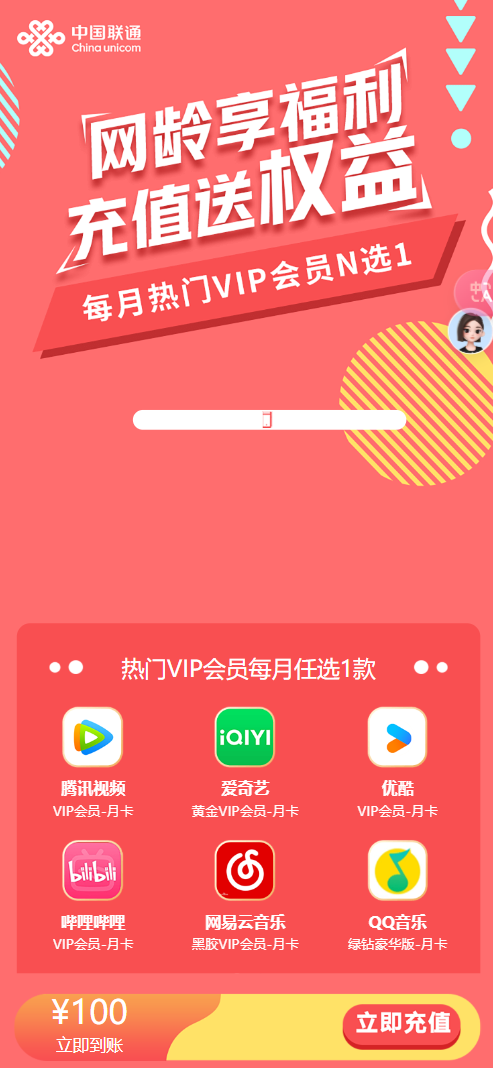 中国联通
China unicom
网龄享福利
充值送权益
每月热门VIP会员N选1
热门VIP会员每月任选1款
iQIYI
腾讯视频
爱奇艺
优酷
VIP会员-月卡
黄金VIP会员-月卡
VIP会员-月卡
bilibili
哔哩哔哩
网易云音乐
QQ音乐
VIP会员-月卡
黑胶VIP会员-月卡
绿钻豪华版-月卡
¥100
立即到账
立即充值